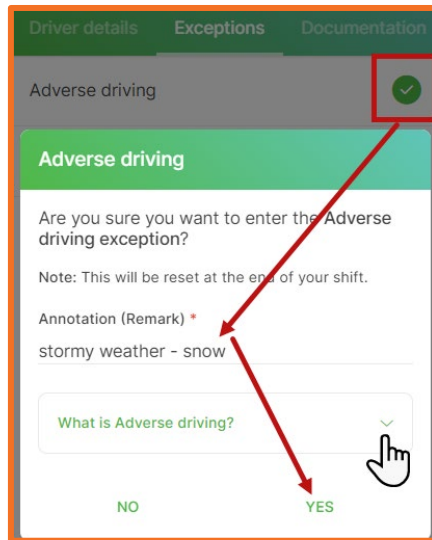 Driver details Exceptions Documentation
Adverse driving
Adverse driving
Are you sure you want to enter the Adverse
driving exception?
Note: This will be reset at the end of your shift.
Annotation (Remark) *
stormy weather - snow
What is Adverse driving?
NO YES